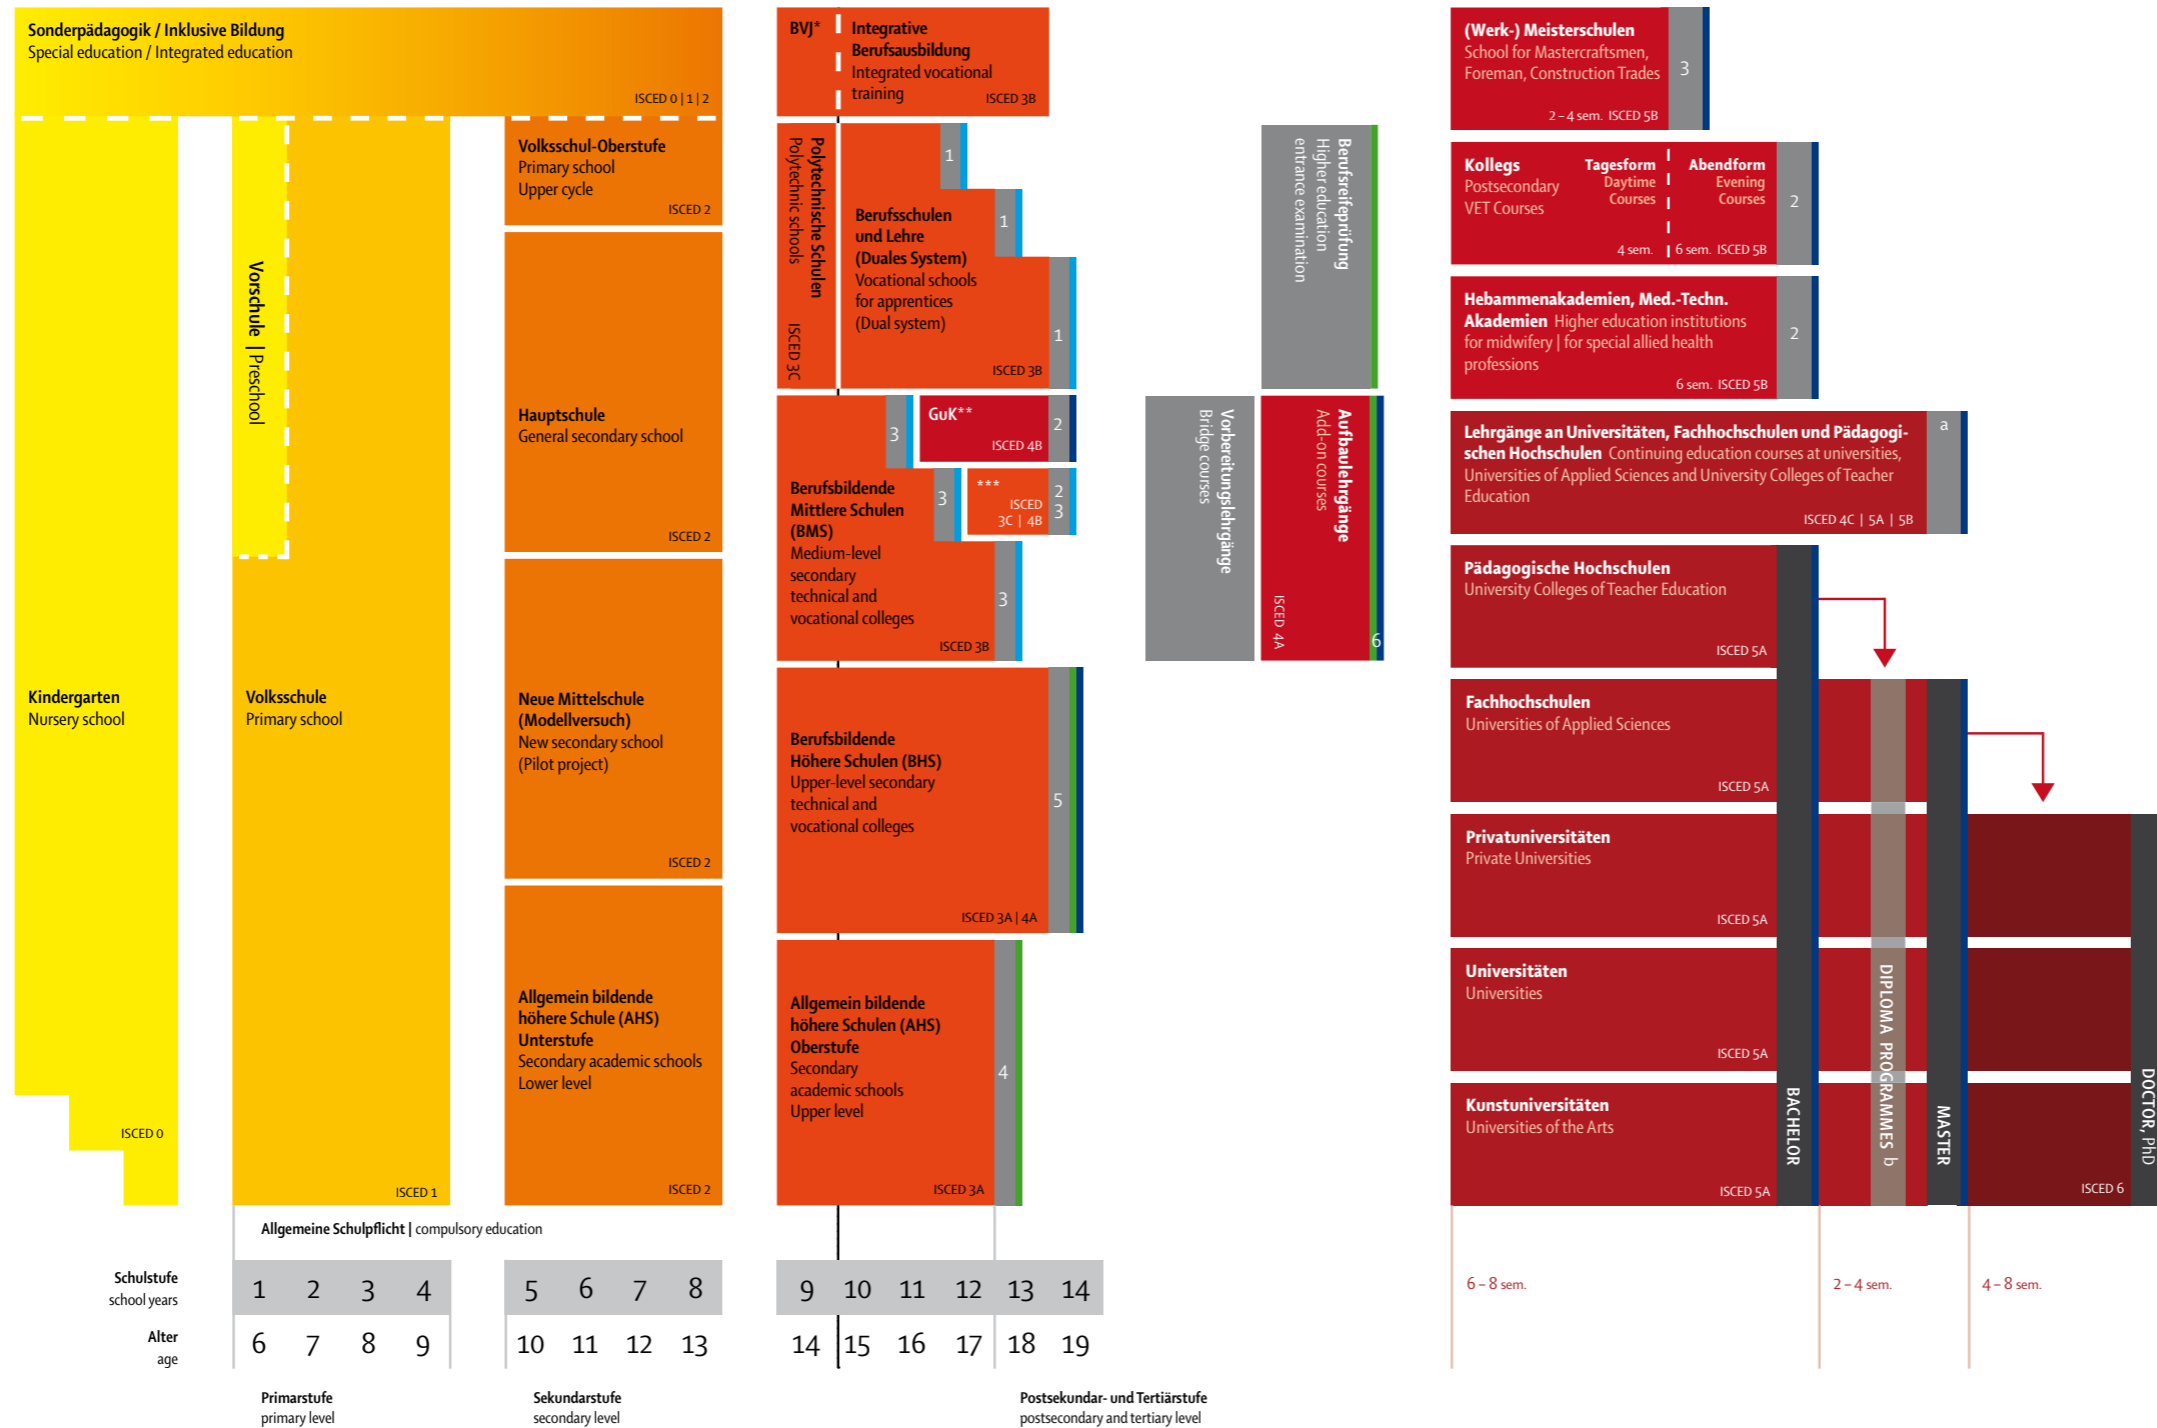 Sonderpädagogik / Inklusive Bildung
Special education / Integrated education
ISCED 0 | 1 | 2
Kindergarten
Nursery school
ISCED 0
Vorschule | Preschool
Volksschule
Primary school
ISCED 1
Volksschul-Oberstufe
Primary school
Upper cycle
ISCED 2
Hauptschule
General secondary school
ISCED 2
Neue Mittelschule
(Modellversuch)
New secondary school
(Pilot project)
ISCED 2
Allgemein bildende
höhere Schule (AHS)
Unterstufe
Secondary academic schools
Lower level
ISCED 2
BVJ*
Integrative
Berufsausbildung
Integrated vocational
training
ISCED 3B
Polytechnische Schulen
Polytechnic schools
ISCED 3C
1
1
1
Berufsschulen
und Lehre
(Duales System)
Vocational schools
for apprentices
(Dual system)
ISCED 3B
3
GuK**
ISCED 4B
2
3
***
ISCED
3C | 4B
2
3
Berufsbildende
Mittlere Schulen
(BMS)
Medium-level
secondary
technical and
vocational colleges
3
ISCED 3B
Berufsbildende
Höhere Schulen (BHS)
Upper-level secondary
technical and
vocational colleges
5
ISCED 3A | 4A
Allgemein bildende
höhere Schulen (AHS)
Oberstufe
Secondary
academic schools
Upper level
4
ISCED 3A
Berufsreifeprüfung
Higher education
entrance examination
Vorbereitungslehrgänge
Bridge courses
Aufbaulehrgänge
Add-on courses
ISCED 4A
6
(Werk-) Meisterschulen
School for Mastercraftsmen,
Foreman, Construction Trades
2 – 4 sem. ISCED 5B
3
Kollegs
Postsecondary
VET Courses
Tagesform
Daytime
Courses
4 sem.
Abendform
Evening
Courses
6 sem. ISCED 5B
2
Hebammenakademien, Med.-Techn.
Akademien Higher education institutions
for midwifery | for special allied health
professions
6 sem. ISCED 5B
2
Lehrgänge an Universitäten, Fachhochschulen und Pädagogi-
schen Hochschulen Continuing education courses at universities,
Universities of Applied Sciences and University Colleges of Teacher
Education
ISCED 4C | 5A | 5B
a
Pädagogische Hochschulen
University Colleges of Teacher Education
ISCED 5A
Fachhochschulen
Universities of Applied Sciences
ISCED 5A
Privatuniversitäten
Private Universities
ISCED 5A
Universitäten
Universities
ISCED 5A
Kunstuniversitäten
Universities of the Arts
ISCED 5A
BACHELOR
DIPLOMA PROGRAMMES b
MASTER
DOCTOR, PhD
ISCED 6
Allgemeine Schulpflicht | compulsory education
Schulstufe
school years
1 2 3 4 5 6 7 8 9 10 11 12 13 14
6 – 8 sem.
2 – 4 sem.
4 – 8 sem.
Alter
age
6 7 8 9 10 11 12 13 14 15 16 17 18 19
Primarstufe
primary level
Sekundarstufe
secondary level
Postsekundar- und Tertiärstufe
postsecondary and tertiary level